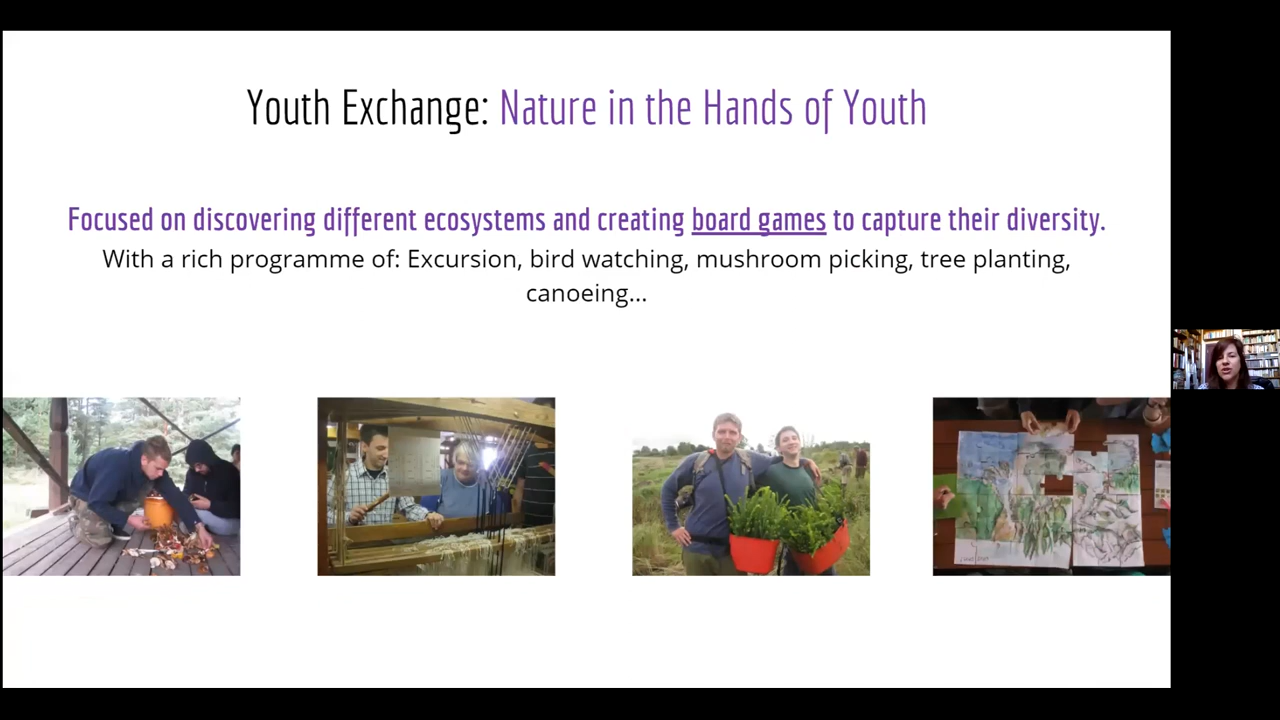 Youth Exchange: Nature in the Hands of Youth
Focused on discovering different ecosystems and creating board games to capture their diversity.
With a rich programme of: Excursion, bird watching, mushroom picking, tree planting,
canoeing...